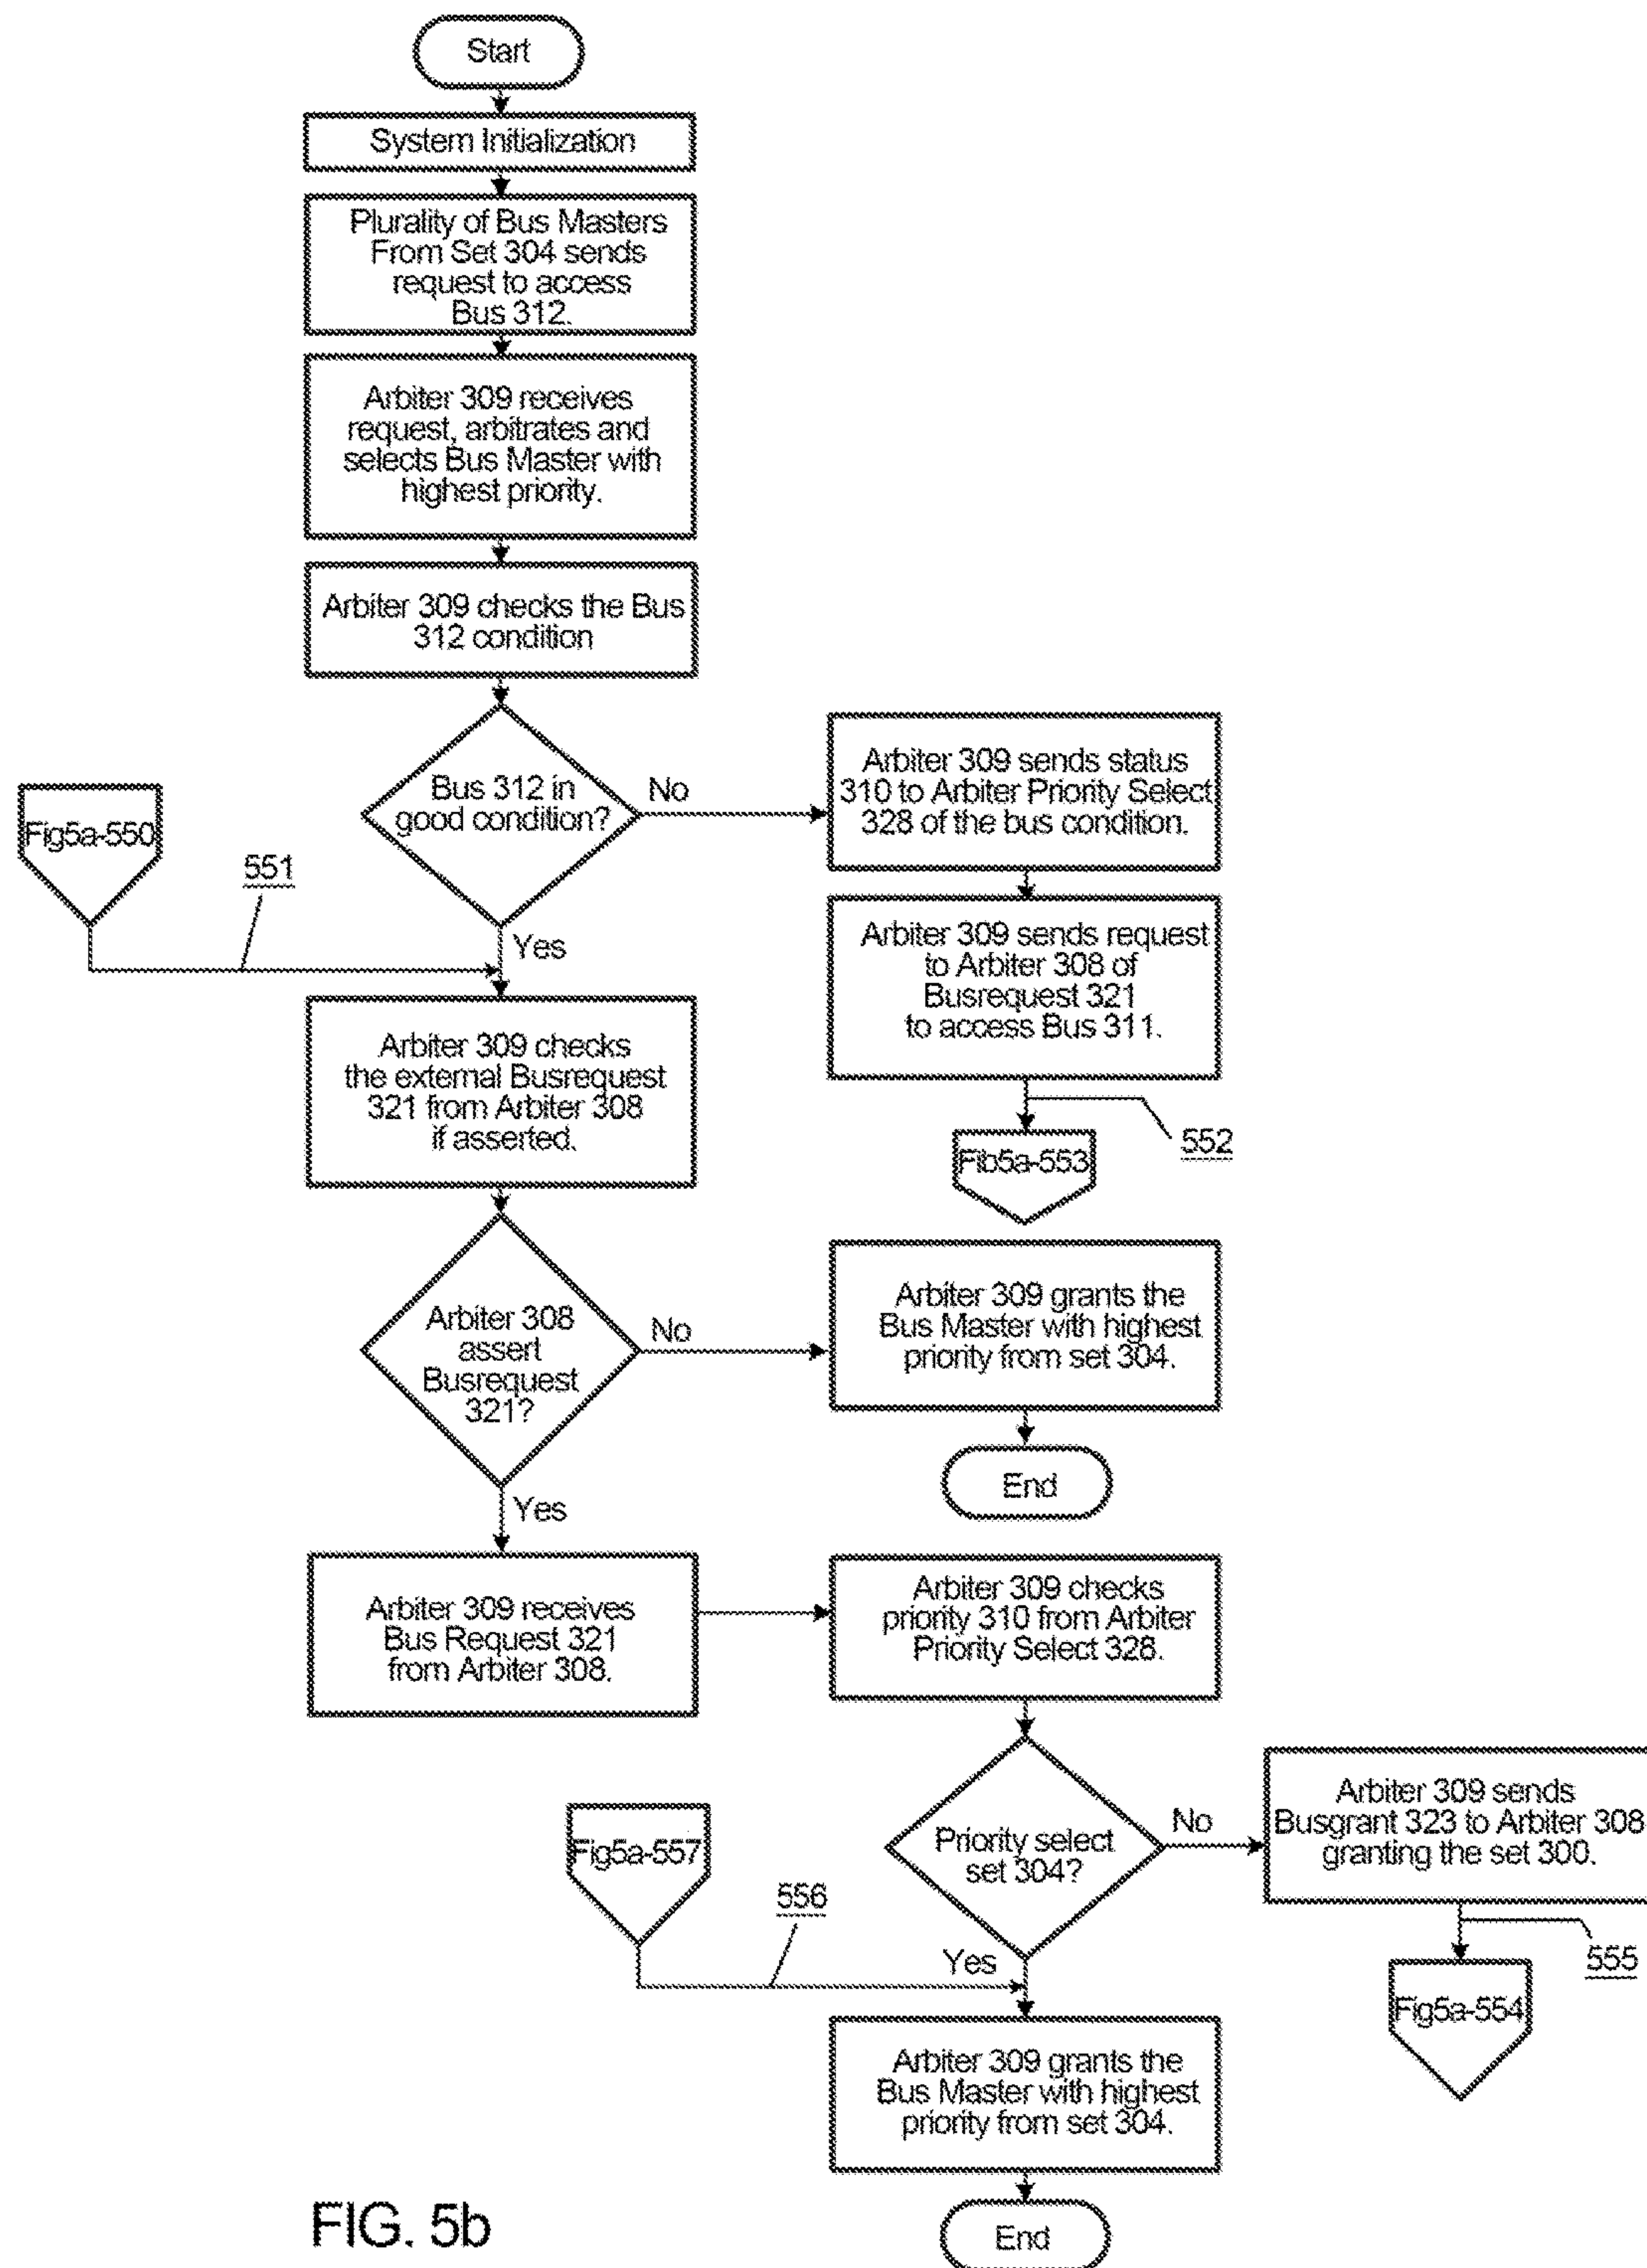 Start
System Initialization
Plurality of Bus Masters
From Set 304 sends
request to access
Bus 312.
Arbiter 309 receives
request, arbitrates and
selects Bus Master with
highest priority.
Arbiter 309 checks the Bus
312 condition
Bus 312 in
good condition?
No
Arbiter 309 sends status
310 to Arbiter Priority Select
328 of the bus condition.
Fig5a-550
551
Yes
Arbiter 309 sends request
to Arbiter 308 of
Busrequest 321
to access Bus 311.
552
Fib5a-553
Arbiter 309 checks
the external Busrequest
321 from Arbiter 308
if asserted.
Arbiter 308
assert
Busrequest
321?
No
Arbiter 309 grants the
Bus Master with highest
priority from set 304.
End
Yes
Arbiter 309 receives
Bus Request 321
from Arbiter 308.
Arbiter 309 checks
priority 310 from Arbiter
Priority Select 328.
Priority select
set 304?
No
Arbiter 309 sends
Busgrant 323 to Arbiter 308
granting the set 300.
555
Fig5a-554
Fig5a-557
556
Yes
Arbiter 309 grants the
Bus Master with highest
priority from set 304.
End
FIG. 5b